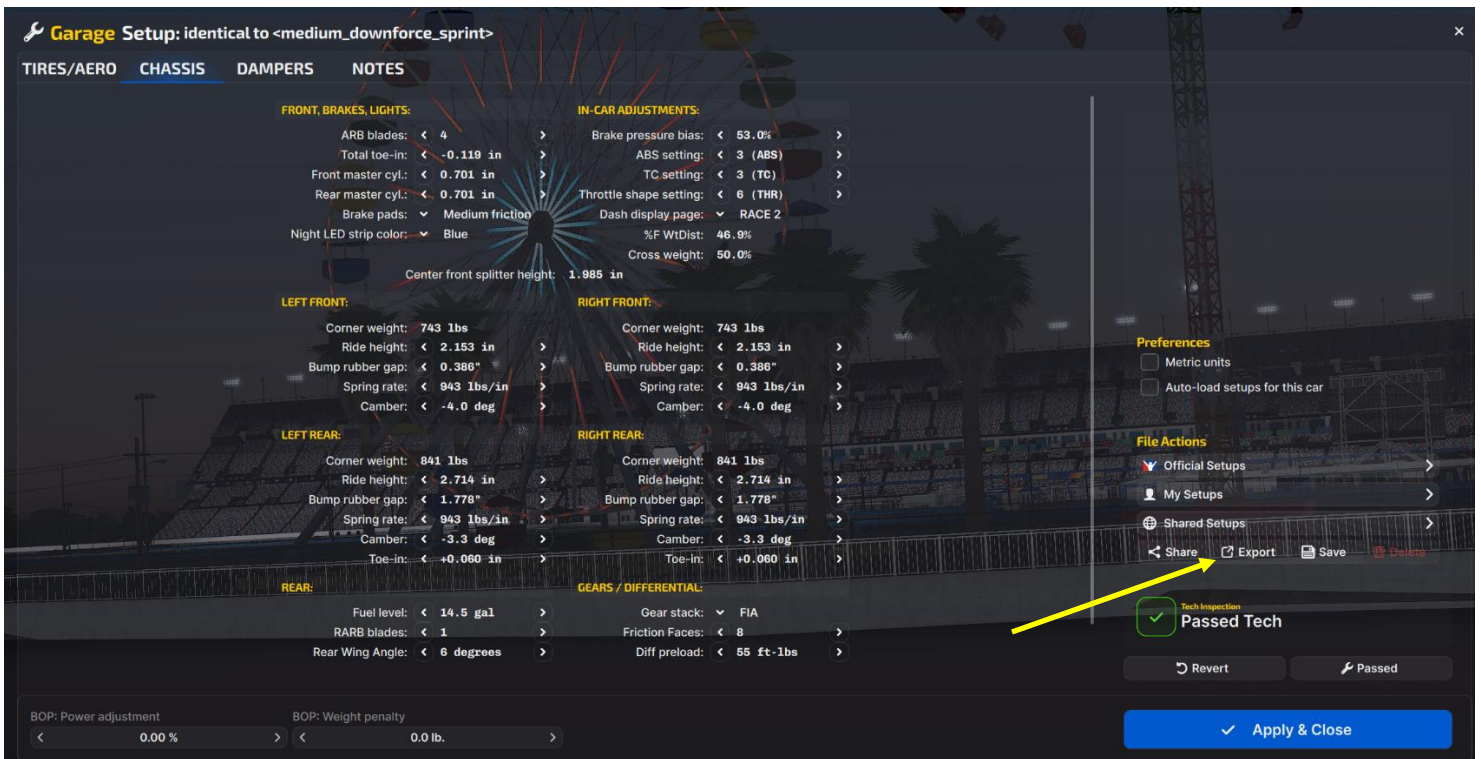 Garage Setup: identical to <medium_downforce_sprint>
TIRES/AERO CHASSIS DAMPERS NOTES
FRONT, BRAKES, LIGHTS:
ARB blades: 4
Total toe-in: -0.119 in
Front master cyl.: 0.701 in
Rear master cyl.: 0.701 in
Brake pads: Medium friction
Night LED strip color: Blue
IN-CAR ADJUSTMENTS:
Brake pressure bias: 53.0%
ABS setting: 3 (ABS)
TC setting: 3 (TC)
Throttle shape setting: 6 (THR)
Dash display page: RACE 2
%F WtDist: 46.9%
Cross weight: 50.0%
Center front splitter height: 1.985 in
LEFT FRONT:
Corner weight: 743 lbs
Ride height: 2.153 in
Bump rubber gap: 0.386"
Spring rate: 943 lbs/in
Camber: -4.0 deg
RIGHT FRONT:
Corner weight: 743 lbs
Ride height: 2.153 in
Bump rubber gap: 0.386"
Spring rate: 943 lbs/in
Camber: -4.0 deg
LEFT REAR:
Corner weight: 841 lbs
Ride height: 2.714 in
Bump rubber gap: 1.778"
Spring rate: 943 lbs/in
Camber: -3.3 deg
Toe-in: +0.060 in
RIGHT REAR:
Corner weight: 841 lbs
Ride height: 2.714 in
Bump rubber gap: 1.778"
Spring rate: 943 lbs/in
Camber: -3.3 deg
Toe-in: +0.060 in
REAR:
Fuel level: 14.5 gal
RARB blades: 1
Rear Wing Angle: 6 degrees
GEARS / DIFFERENTIAL:
Gear stack: FIA
Friction Faces: 8
Diff preload: 55 ft-lbs
Preferences
Metric units
Auto-load setups for this car
File Actions
Official Setups
My Setups
Shared Setups
Share Export Save Delete
Tech Inspection
Passed Tech
Revert Passed
BOP: Power adjustment
0.00 %
BOP: Weight penalty
0.0 lb.
Apply & Close